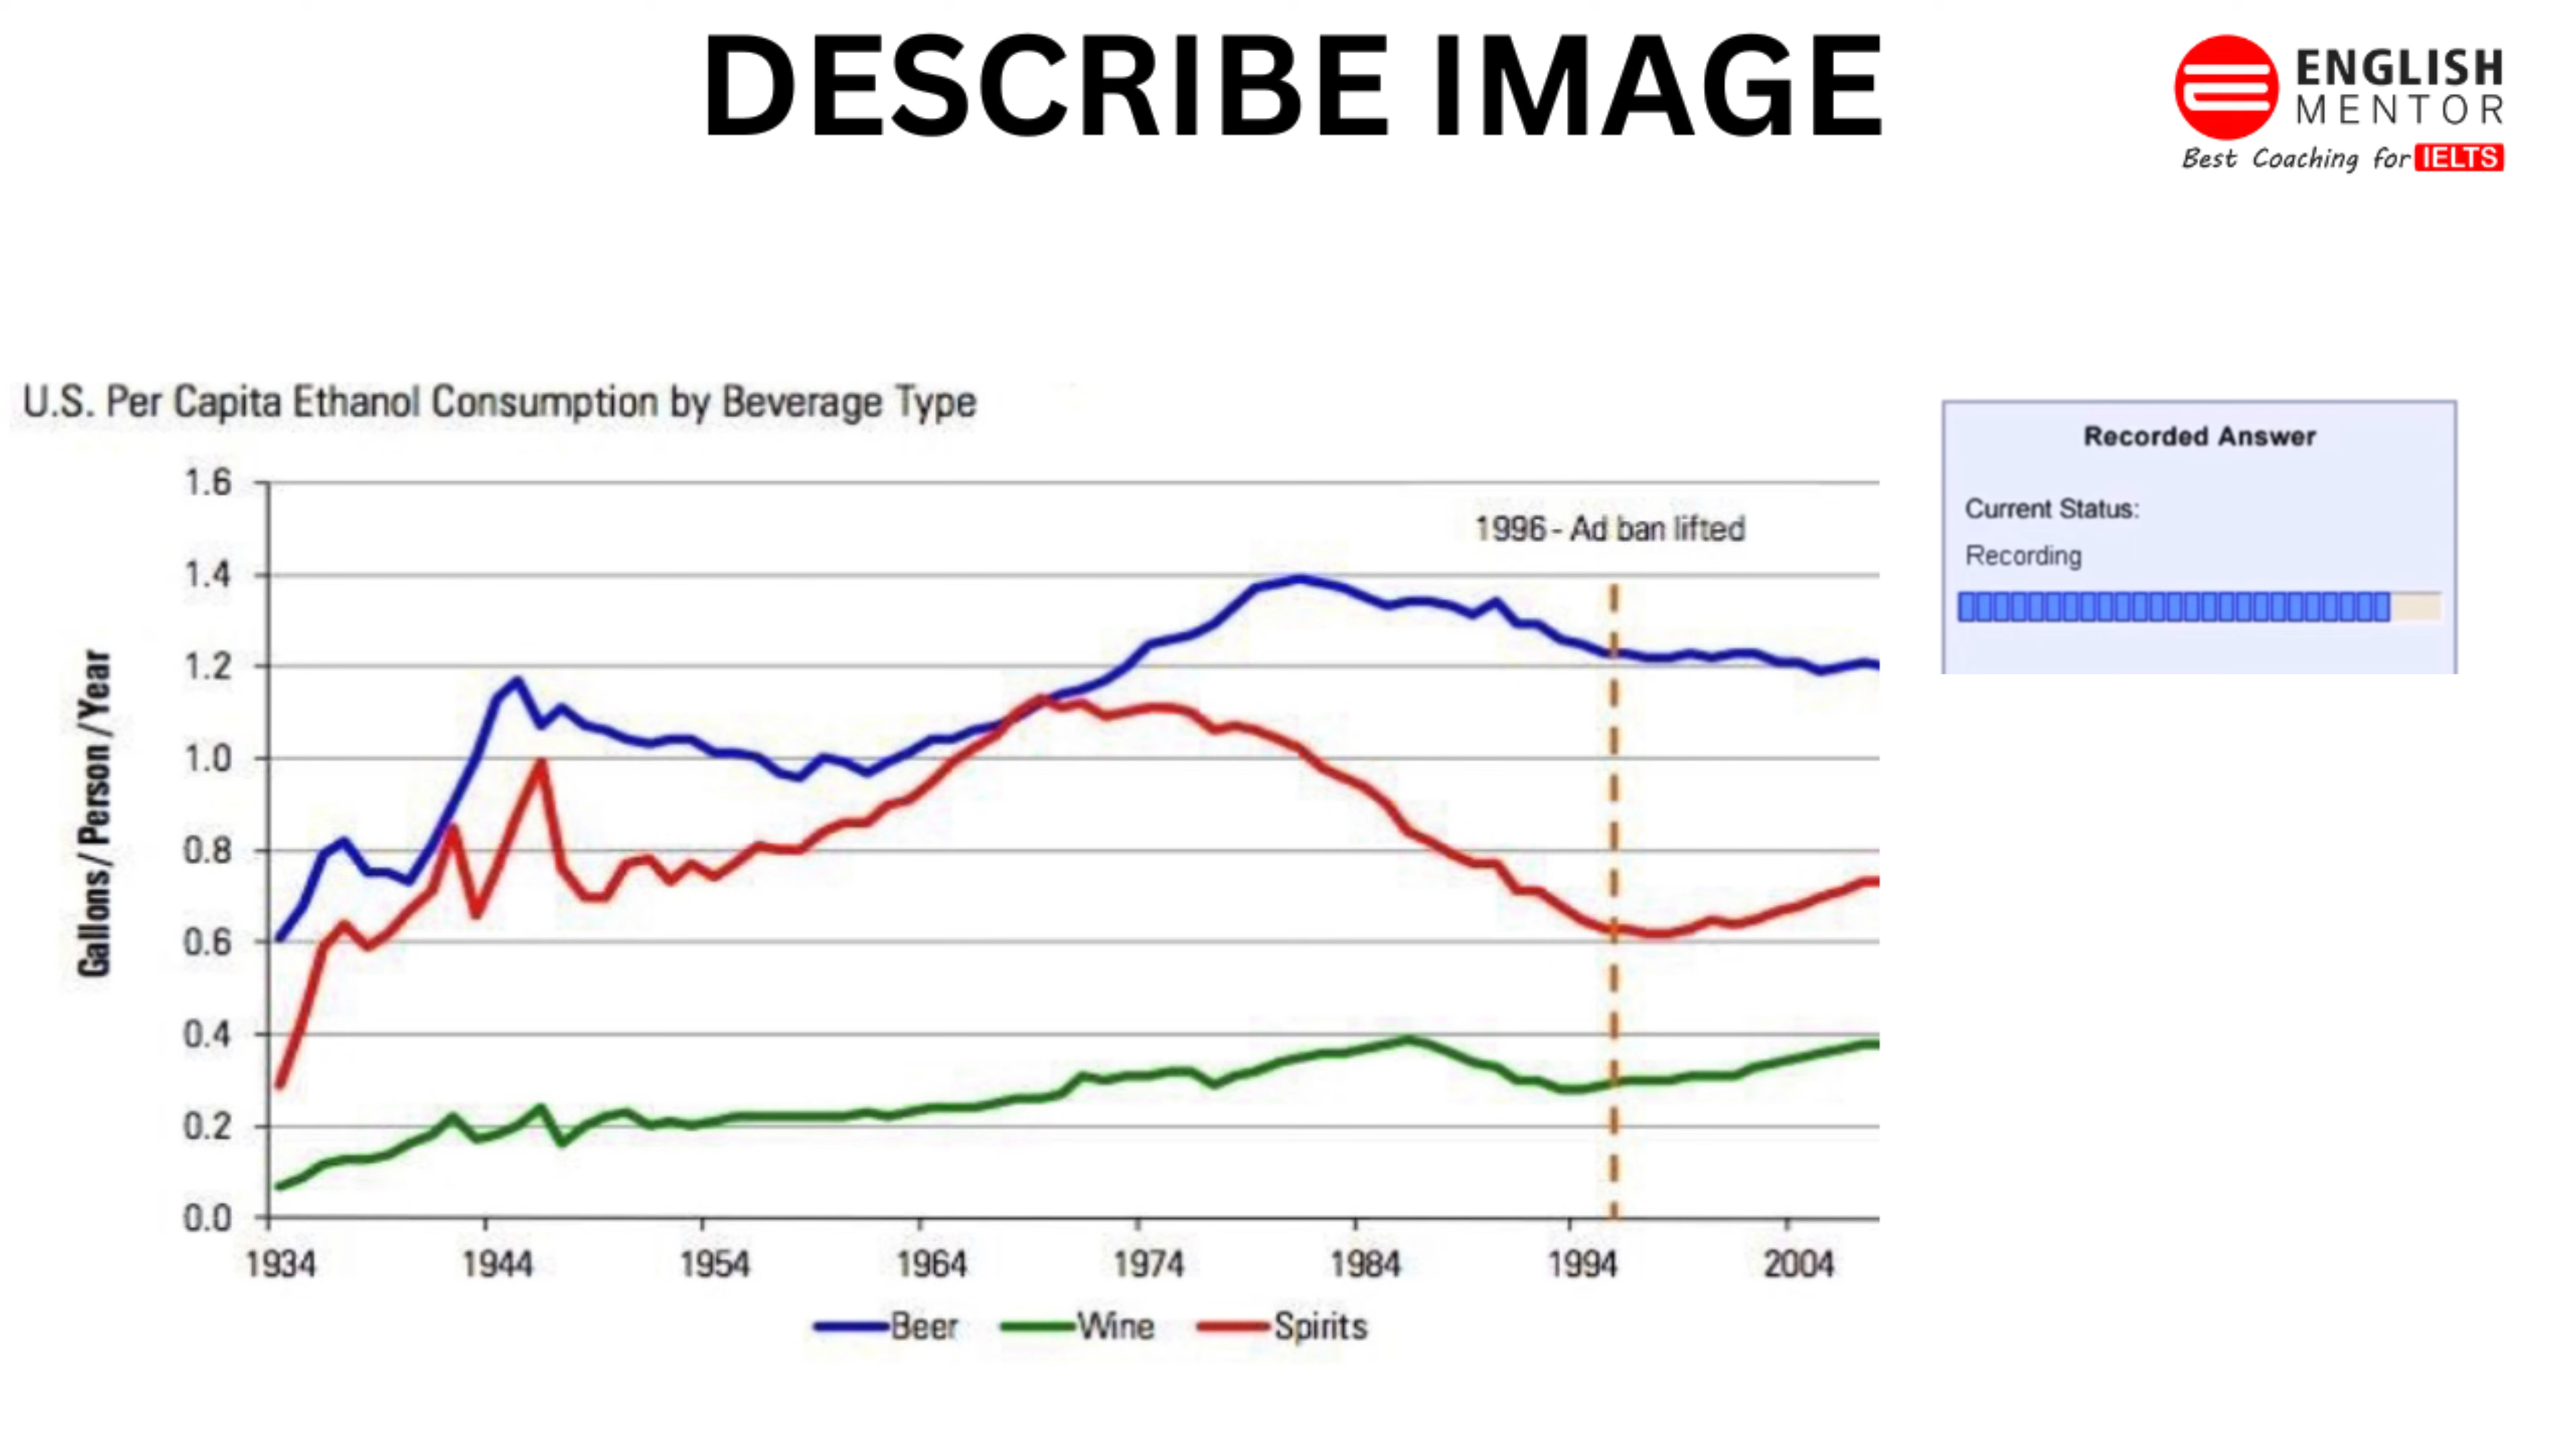 DESCRIBE IMAGE
ENGLISH
MENTOR
Best Coaching for IELTS
U.S. Per Capita Ethanol Consumption by Beverage Type
Recorded Answer
Current Status:
Recording
1996 - Ad ban lifted
Gallons/ Person /Year
1.6
1.4
1.2
1.0
0.8
0.6
0.4
0.2
0.0
1934 1944 1954 1964 1974 1984 1994 2004
Beer Wine Spirits